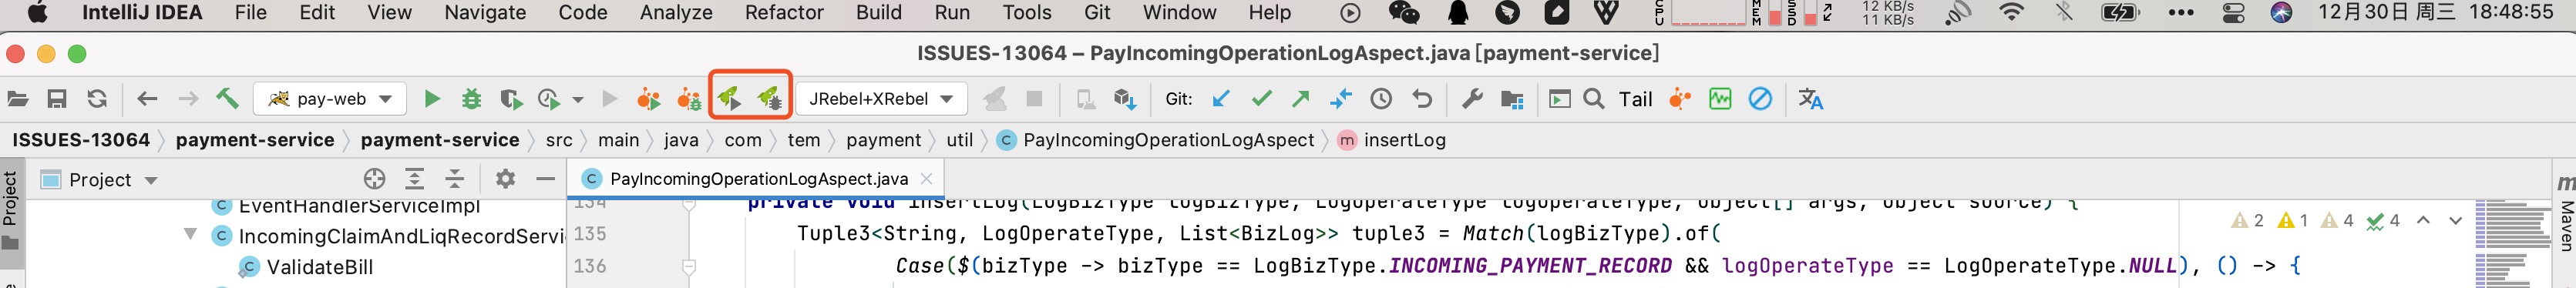 IntelliJ IDEA File Edit View Navigate Code Analyze Refactor Build Run Tools Git Window Help CPU MEM SSD 12 KB/s 11 KB/s 12月30日 周三 18:48:55
ISSUES-13064 – PayIncomingOperationLogAspect.java [payment-service]
pay-web JRebel+XRebel Git: Tail
ISSUES-13064 payment-service payment-service src main java com tem payment util PayIncomingOperationLogAspect insertLog
Project Project PayIncomingOperationLogAspect.java Maven
EventHandlerServiceImpl 134 private void insertLog(LogBizType logBizType, LogOperateType logOperateType, Object[] args, Object source) {
IncomingClaimAndLiqRecordServi 135 Tuple3<String, LogOperateType, List<BizLog>> tuple3 = Match(logBizType).of( 2 1 4 4
ValidateBill 136 Case($(bizType -> bizType == LogBizType.INCOMING_PAYMENT_RECORD && logOperateType == LogOperateType.NULL), () -> {